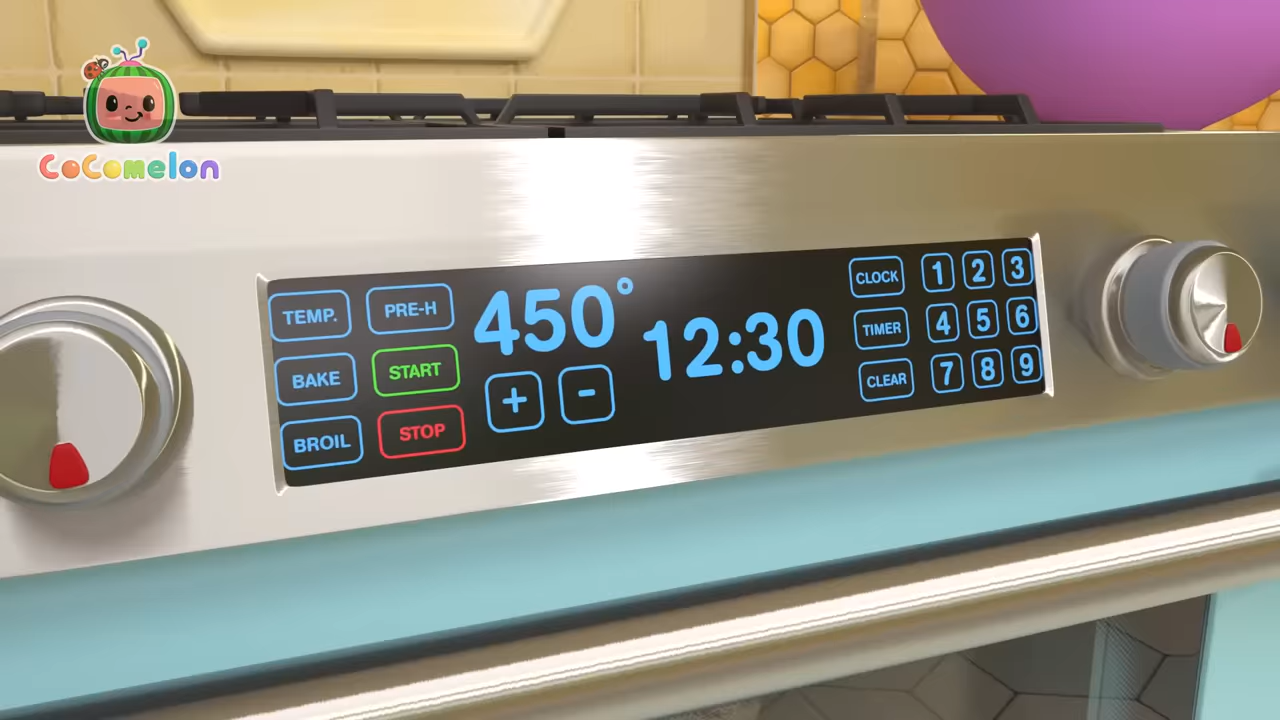 CoComelon
TEMP. PRE-H 450° 12:30 CLOCK 1 2 3
BAKE START + - TIMER 4 5 6
BROIL STOP CLEAR 7 8 9